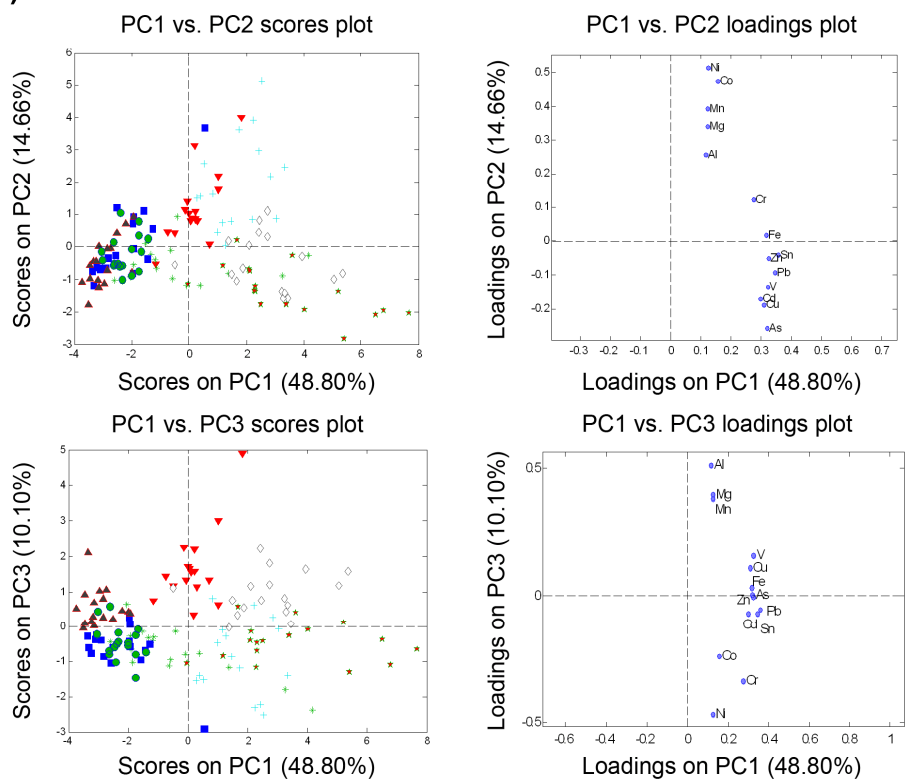 )
PC1 vs. PC2 scores plot
Scores on PC2 (14.66%)
6
5
4
3
2
1
0
-1
-2
-3
-4 -2 0 2 4 6 8
Scores on PC1 (48.80%)
PC1 vs. PC2 loadings plot
Loadings on PC2 (14.66%)
0.5
0.4
0.3
0.2
0.1
0
-0.1
-0.2
Ni
Co
Mn
Mg
Al
Cr
Fe
Zn Sn
Pb
V
Cd
Cu
As
-0.3 -0.2 -0.1 0 0.1 0.2 0.3 0.4 0.5 0.6 0.7
Loadings on PC1 (48.80%)
PC1 vs. PC3 scores plot
Scores on PC3 (10.10%)
5
4
3
2
1
0
-1
-2
-3
-4 -2 0 2 4 6 8
Scores on PC1 (48.80%)
PC1 vs. PC3 loadings plot
Loadings on PC3 (10.10%)
0.5
0
-0.5
Al
Mg
Mn
V
Cu
Fe
As
Zn
Pb
Cd
Sn
Co
Cr
Ni
-0.6 -0.4 -0.2 0 0.2 0.4 0.6 0.8 1
Loadings on PC1 (48.80%)